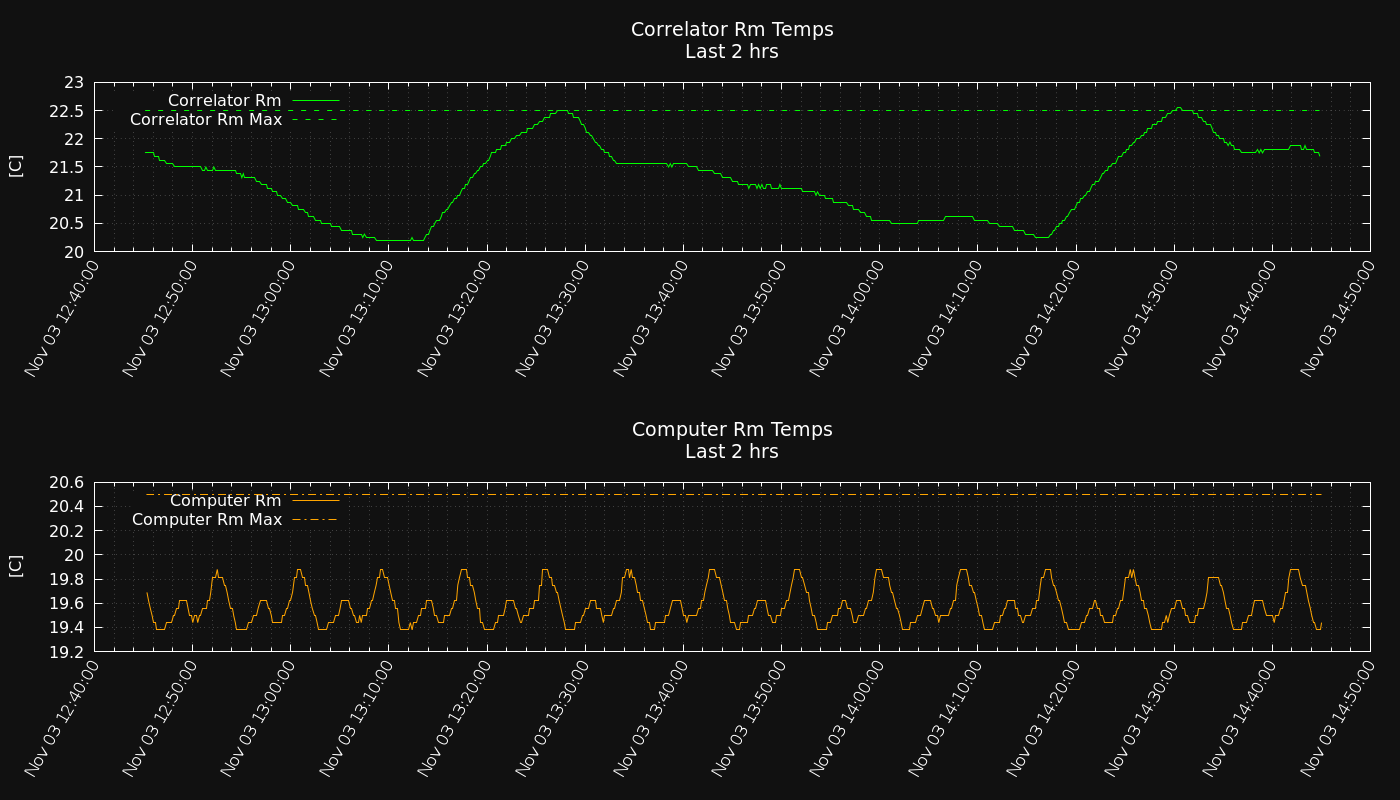 Correlator Rm Temps
Last 2 hrs
[C]
23
22.5
22
21.5
21
20.5
20
Correlator Rm
Correlator Rm Max
Nov 03 12:40:00
Nov 03 12:50:00
Nov 03 13:00:00
Nov 03 13:10:00
Nov 03 13:20:00
Nov 03 13:30:00
Nov 03 13:40:00
Nov 03 13:50:00
Nov 03 14:00:00
Nov 03 14:10:00
Nov 03 14:20:00
Nov 03 14:30:00
Nov 03 14:40:00
Nov 03 14:50:00
Computer Rm Temps
Last 2 hrs
[C]
20.6
20.4
20.2
20
19.8
19.6
19.4
19.2
Computer Rm
Computer Rm Max
Nov 03 12:40:00
Nov 03 12:50:00
Nov 03 13:00:00
Nov 03 13:10:00
Nov 03 13:20:00
Nov 03 13:30:00
Nov 03 13:40:00
Nov 03 13:50:00
Nov 03 14:00:00
Nov 03 14:10:00
Nov 03 14:20:00
Nov 03 14:30:00
Nov 03 14:40:00
Nov 03 14:50:00